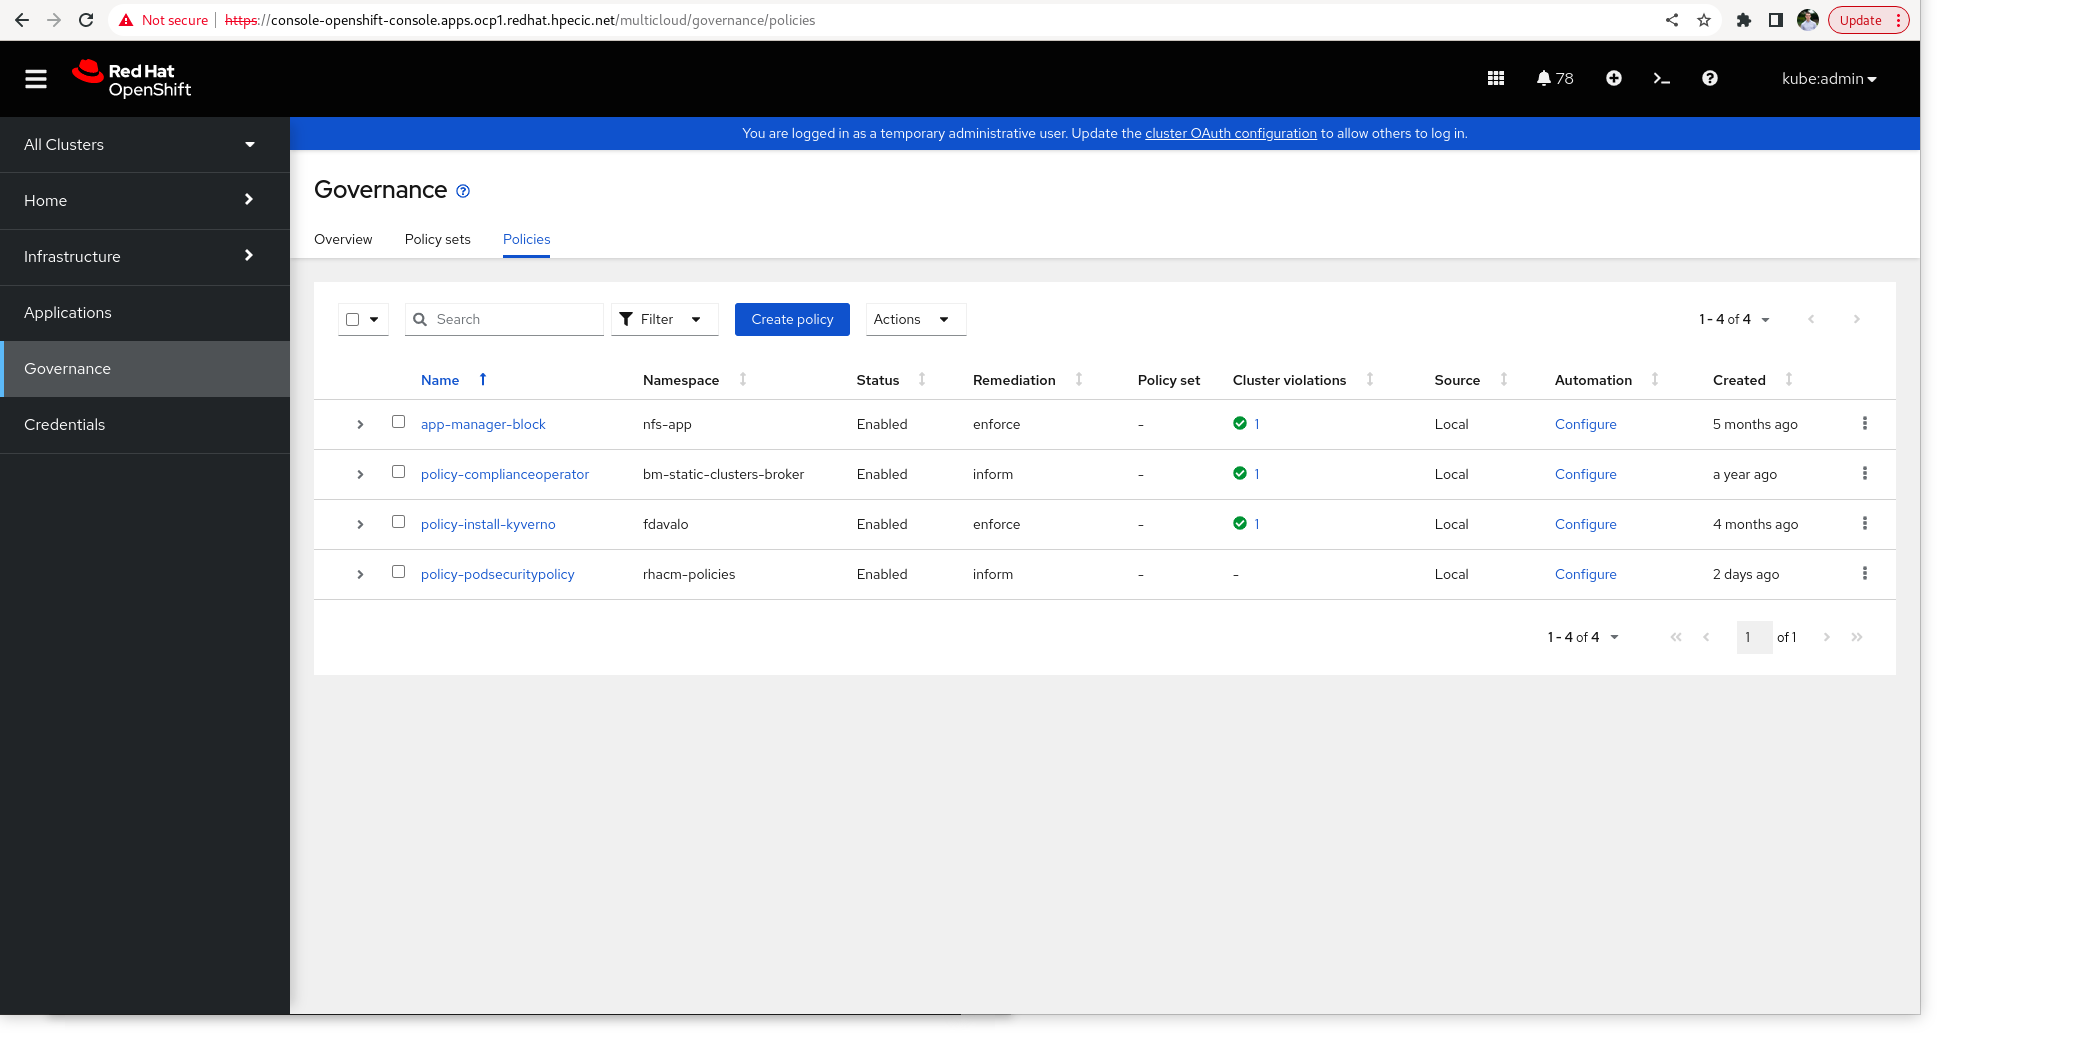 Not secure https://console-openshift-console.apps.ocp1.redhat.hpecic.net/multicloud/governance/policies Update
Red Hat
OpenShift
78 kube:admin
All Clusters
Home
Infrastructure
Applications
Governance
Credentials
You are logged in as a temporary administrative user. Update the cluster OAuth configuration to allow others to log in.
Governance
Overview Policy sets Policies
Search Filter Create policy Actions 1 - 4 of 4
Name Namespace Status Remediation Policy set Cluster violations Source Automation Created
app-manager-block nfs-app Enabled enforce - 1 Local Configure 5 months ago
policy-complianceoperator bm-static-clusters-broker Enabled inform - 1 Local Configure a year ago
policy-install-kyverno fdavalo Enabled enforce - 1 Local Configure 4 months ago
policy-podsecuritypolicy rhacm-policies Enabled inform - - Local Configure 2 days ago
1 - 4 of 4 1 of 1